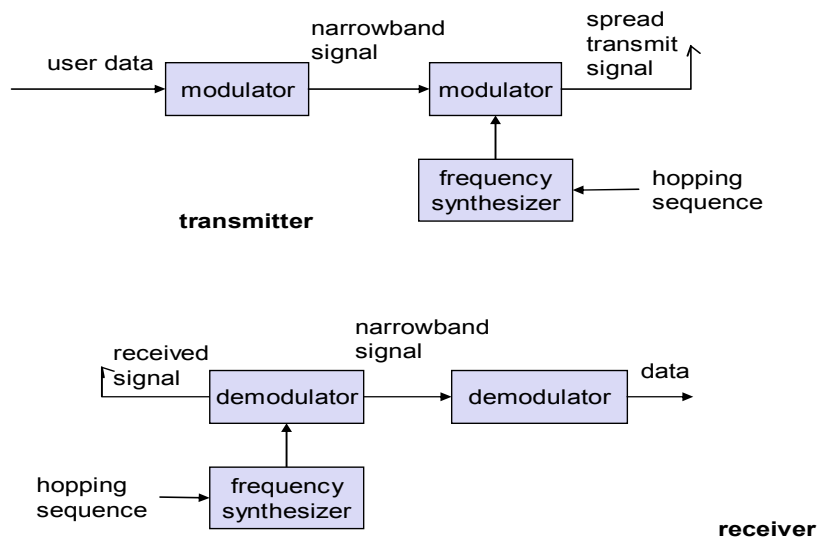 user data
modulator
narrowband
signal
modulator
spread
transmit
signal
frequency
synthesizer
hopping
sequence
transmitter
received
signal
demodulator
narrowband
signal
demodulator
data
hopping
sequence
frequency
synthesizer
receiver